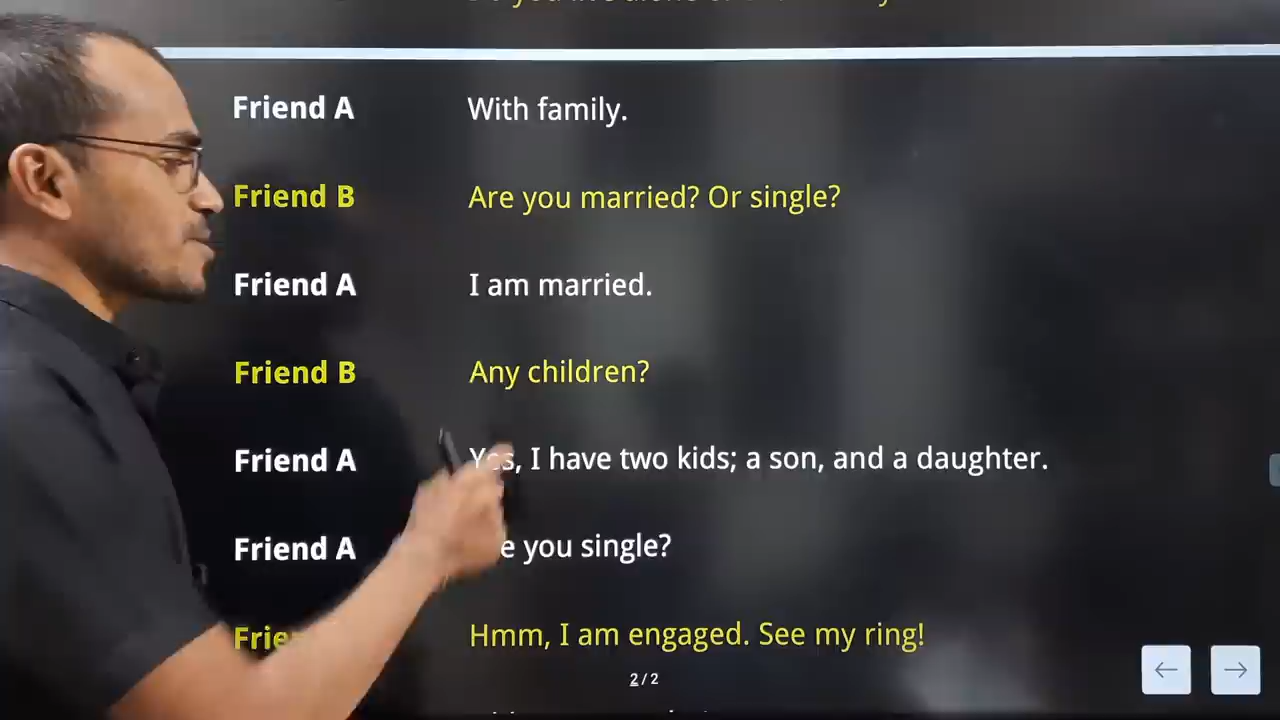 Friend A With family.
Friend B Are you married? Or single?
Friend A I am married.
Friend B Any children?
Friend A Yes, I have two kids; a son, and a daughter.
Friend A you single?
Hmm, I am engaged. See my ring!
2/2